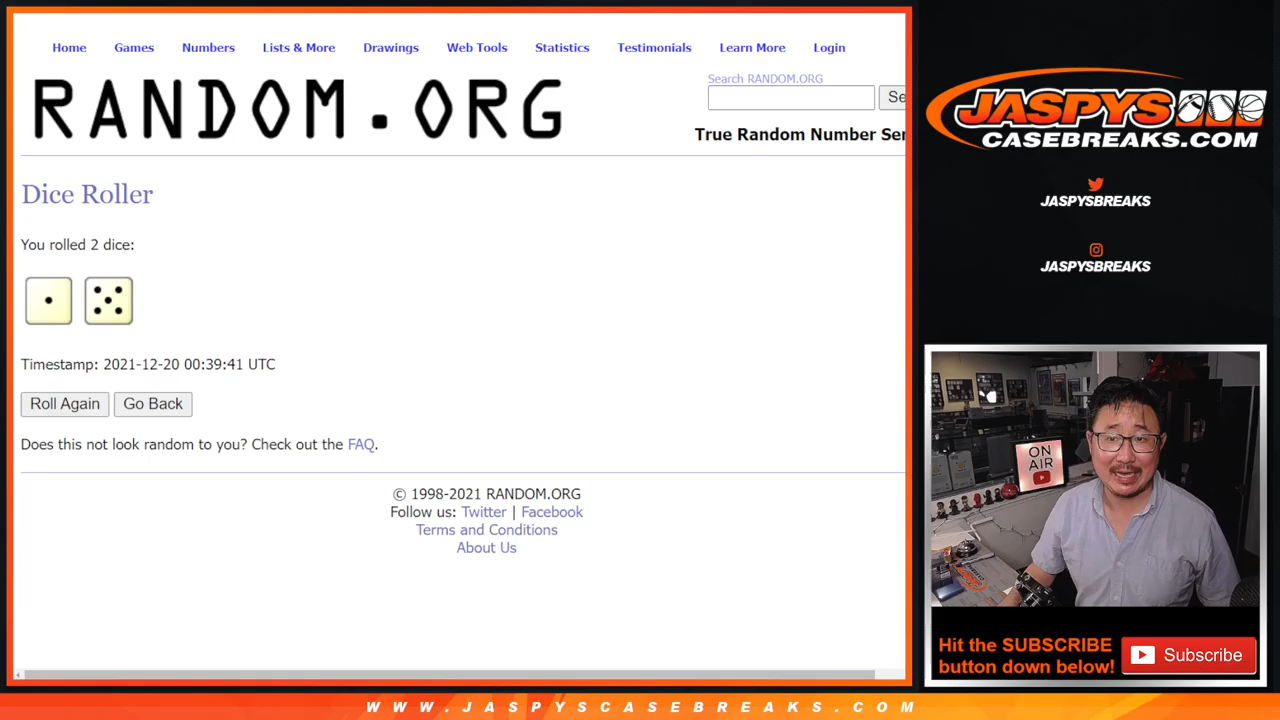 Home Games Numbers Lists & More Drawings Web Tools Statistics Testimonials Learn More Login
Search RANDOM.ORG
RANDOM.ORG
Se
True Random Number Ser
Dice Roller
You rolled 2 dice:
Timestamp: 2021-12-20 00:39:41 UTC
Roll Again Go Back
Does this not look random to you? Check out the FAQ.
© 1998-2021 RANDOM.ORG
Follow us: Twitter | Facebook
Terms and Conditions
About Us
JASPYS
CASEBREAKS.COM
JASPYSBREAKS
JASPYSBREAKS
ON
AIR
Hit the SUBSCRIBE
button down below!
Subscribe
WWW.JASPYSCASEBREAKS.COM